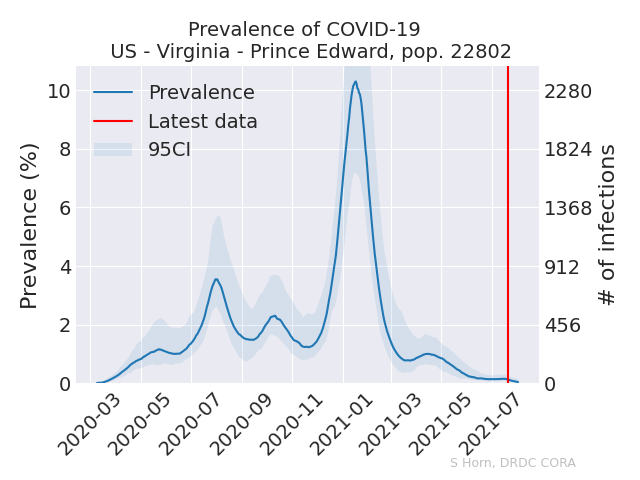 Prevalence of COVID-19
US - Virginia - Prince Edward, pop. 22802
Prevalence
Latest data
95CI
Prevalence (%)
10
8
6
4
2
0
2280
1824
1368
912
456
0
# of infections
2020-03
2020-05
2020-07
2020-09
2020-11
2021-01
2021-03
2021-05
2021-07
S Horn, DRDC CORA